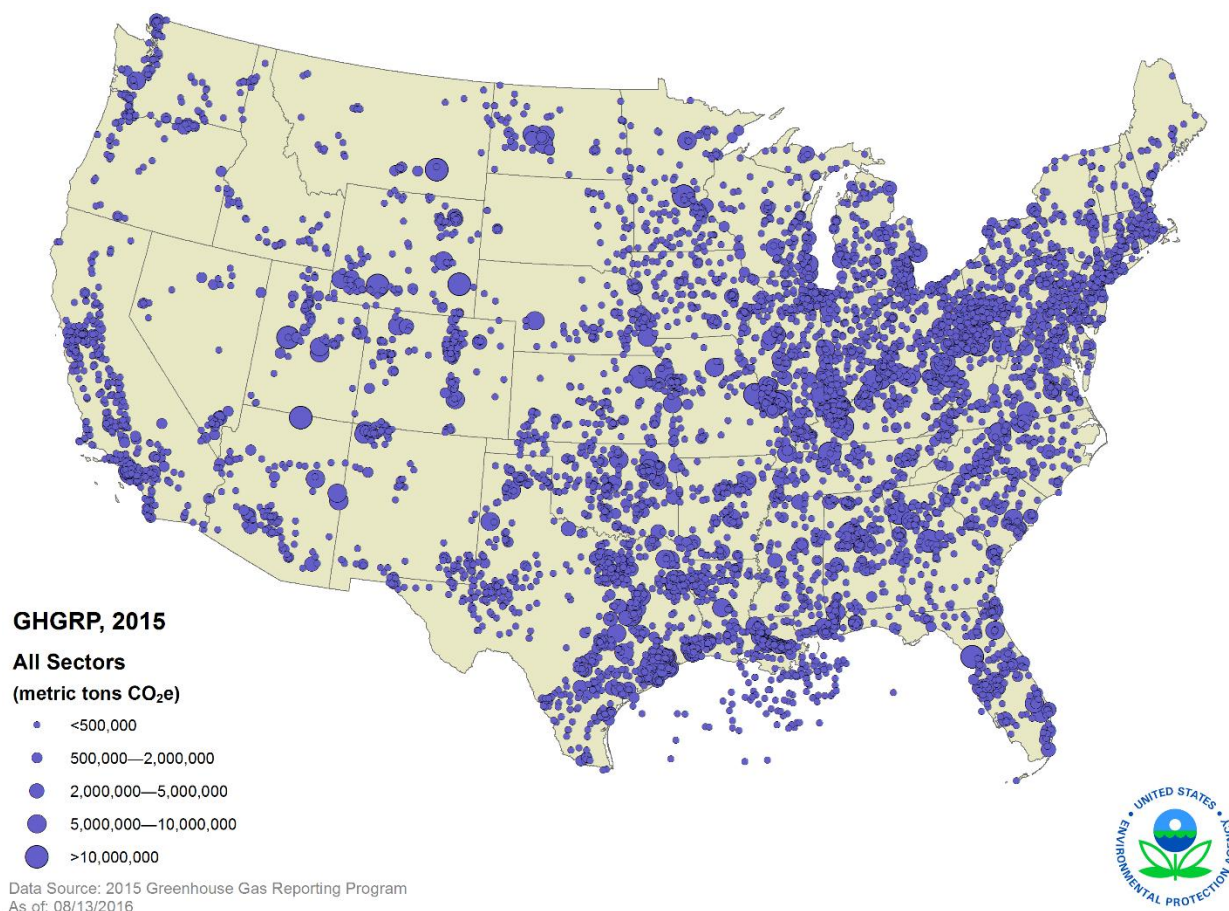 GHGRP, 2015
All Sectors
(metric tons CO₂e)
<500,000
500,000—2,000,000
2,000,000—5,000,000
5,000,000—10,000,000
>10,000,000
Data Source: 2015 Greenhouse Gas Reporting Program
As of: 08/13/2016
UNITED STATES
ENVIRONMENTAL PROTECTION AGENCY